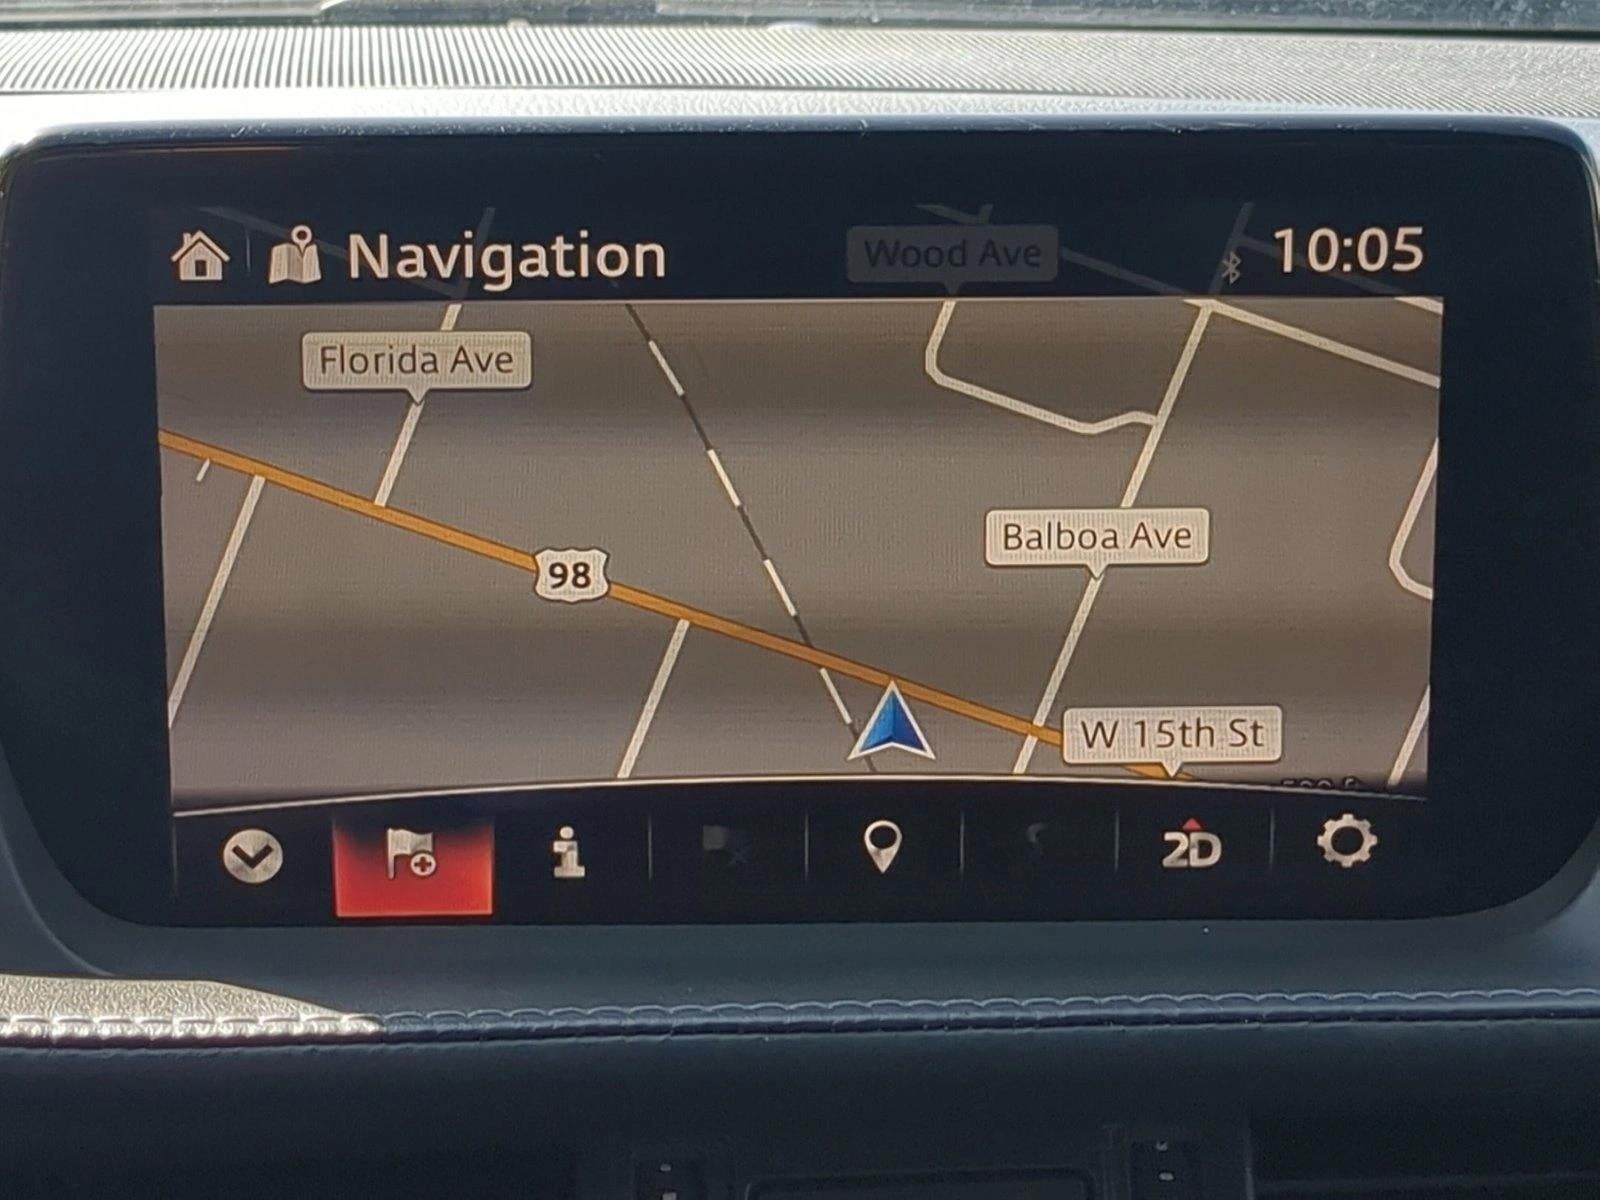 Navigation
Wood Ave
10:05
Florida Ave
Balboa Ave
98
W 15th St
2D